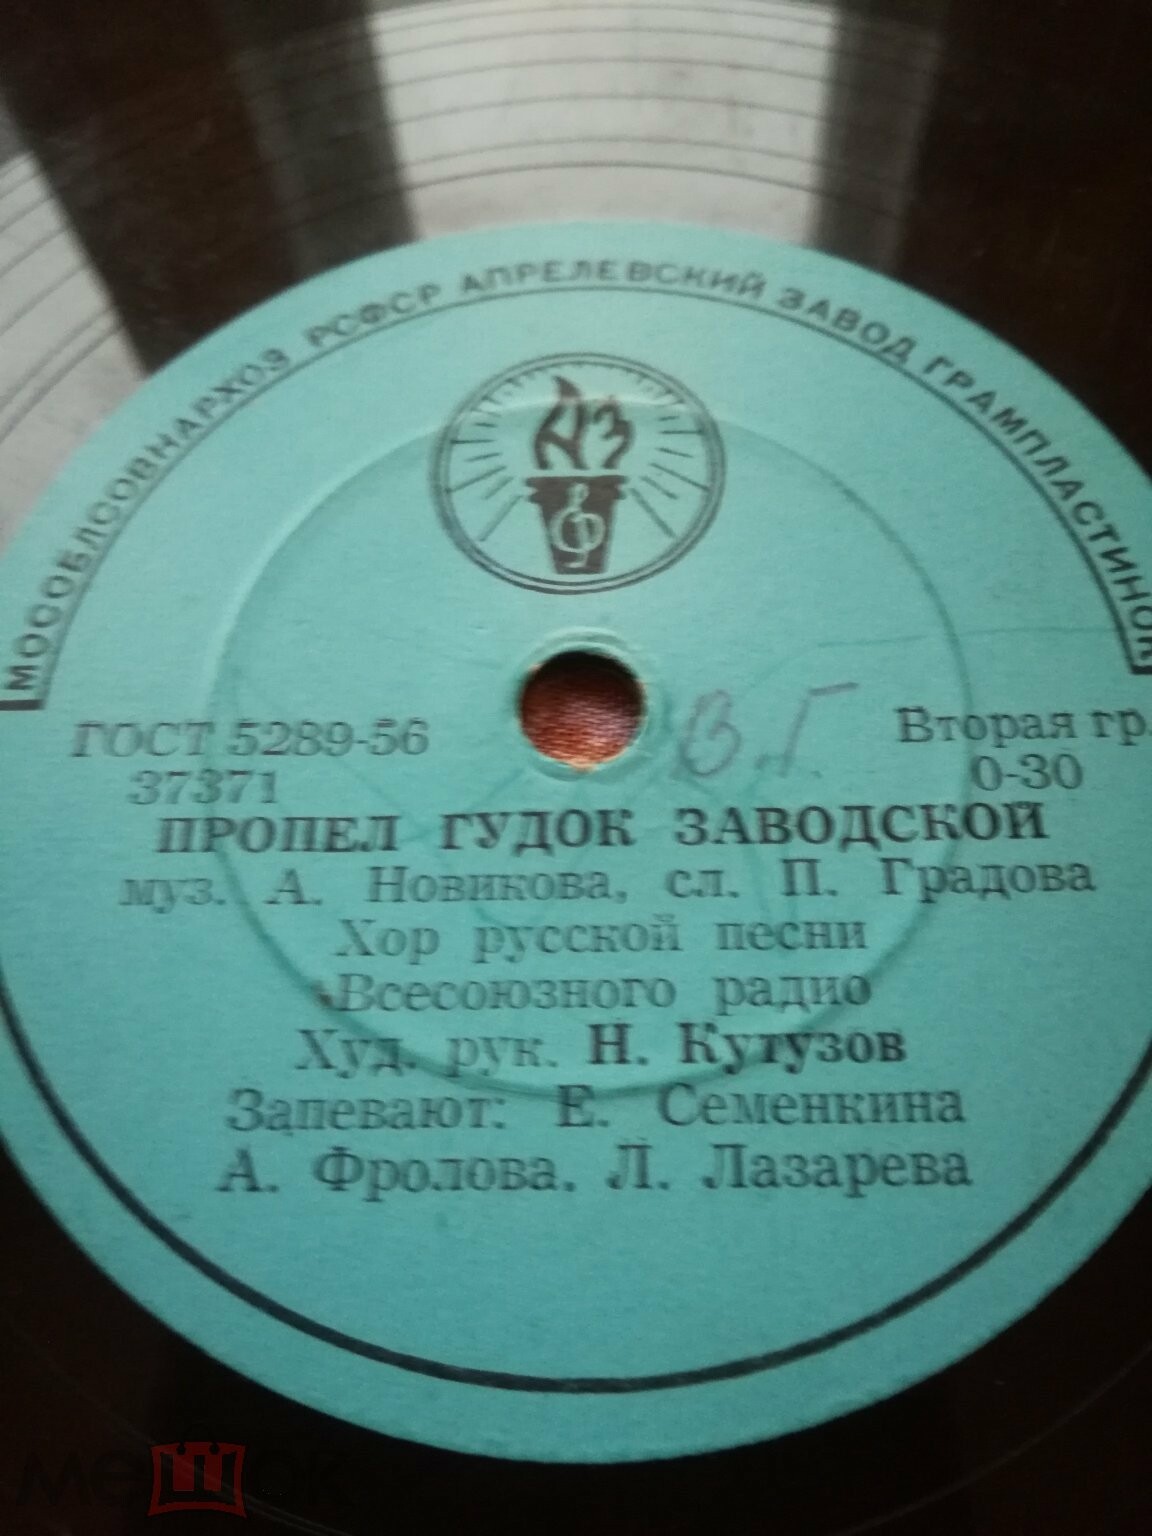 МОСОБЛСОВНАРХОЗ РСФСР АПРЕЛЕВСКИЙ ЗАВОД ГРАМПЛАСТИНОК
АЗ
ГОСТ 5289-56
37371
В.Г.
Вторая гр.
0-30
ПРОПЕЛ ГУДОК ЗАВОДСКОЙ
муз. А. Новикова, сл. П. Градова
Хор русской песни
Всесоюзного радио
Худ. рук. Н. Кутузов
Запевают: Е. Семенкина
А. Фролова, Л. Лазарева
мешок